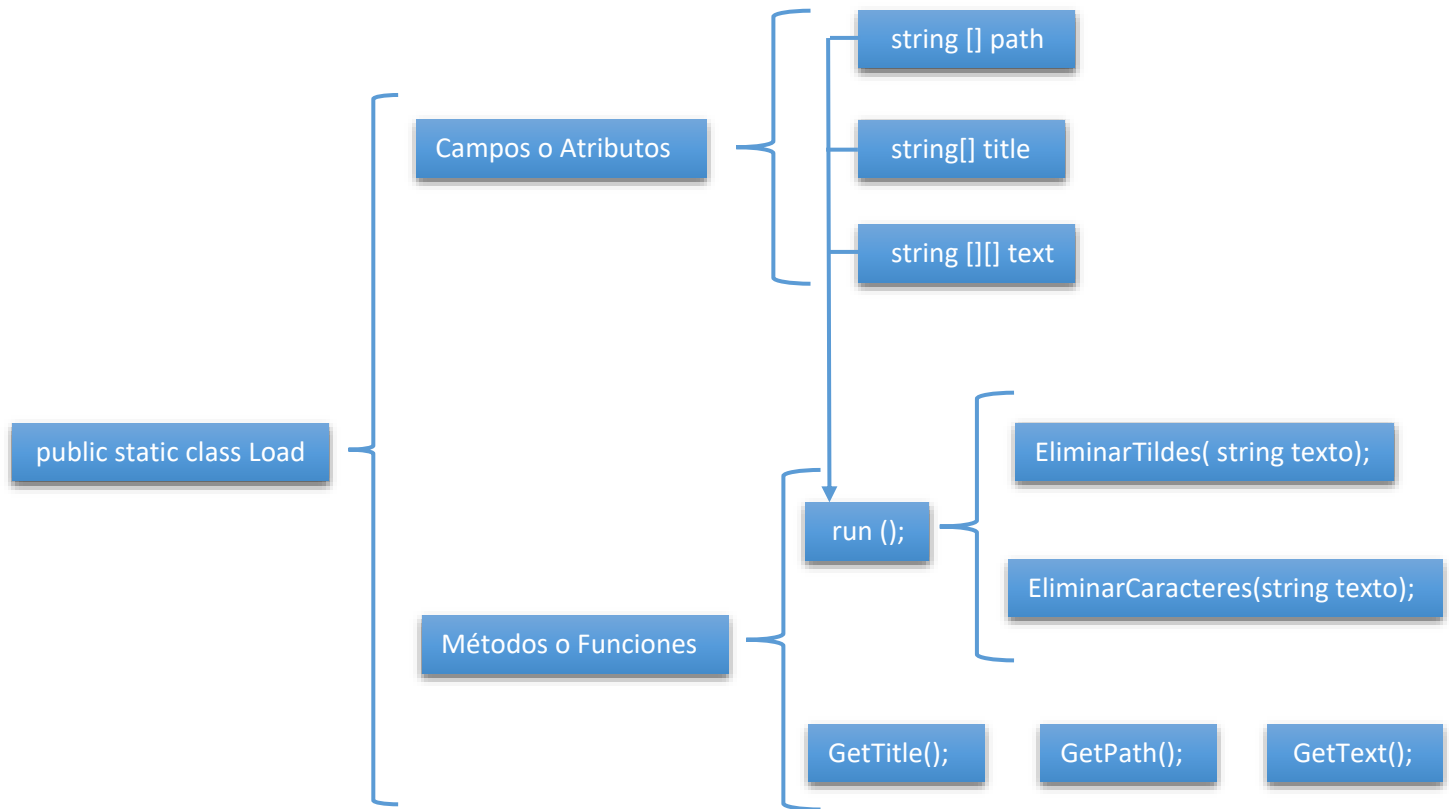 string [] path
Campos o Atributos
string[] title
string [][] text
public static class Load
EliminarTildes( string texto);
run ();
EliminarCaracteres(string texto);
Métodos o Funciones
GetTitle();
GetPath();
GetText();